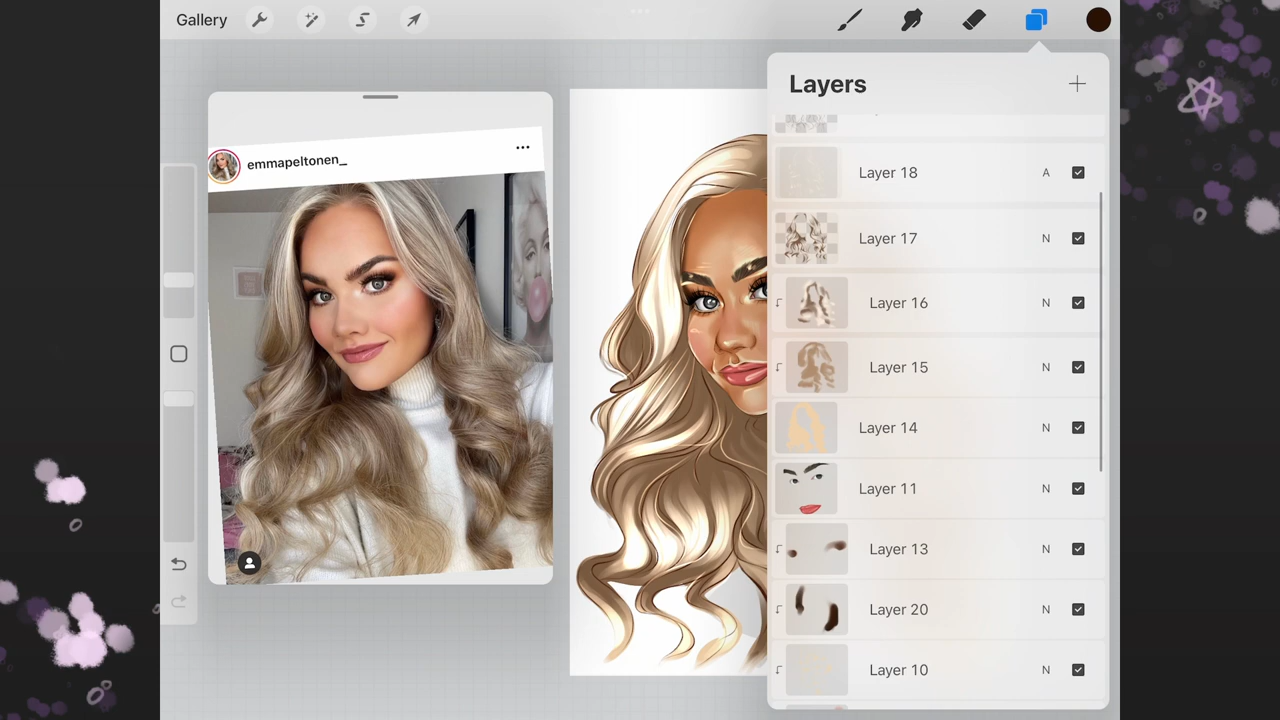 Gallery
Layers
emmapeltonen_
Layer 18 A
Layer 17 N
Layer 16 N
Layer 15 N
Layer 14 N
Layer 11 N
Layer 13 N
Layer 20 N
Layer 10 N